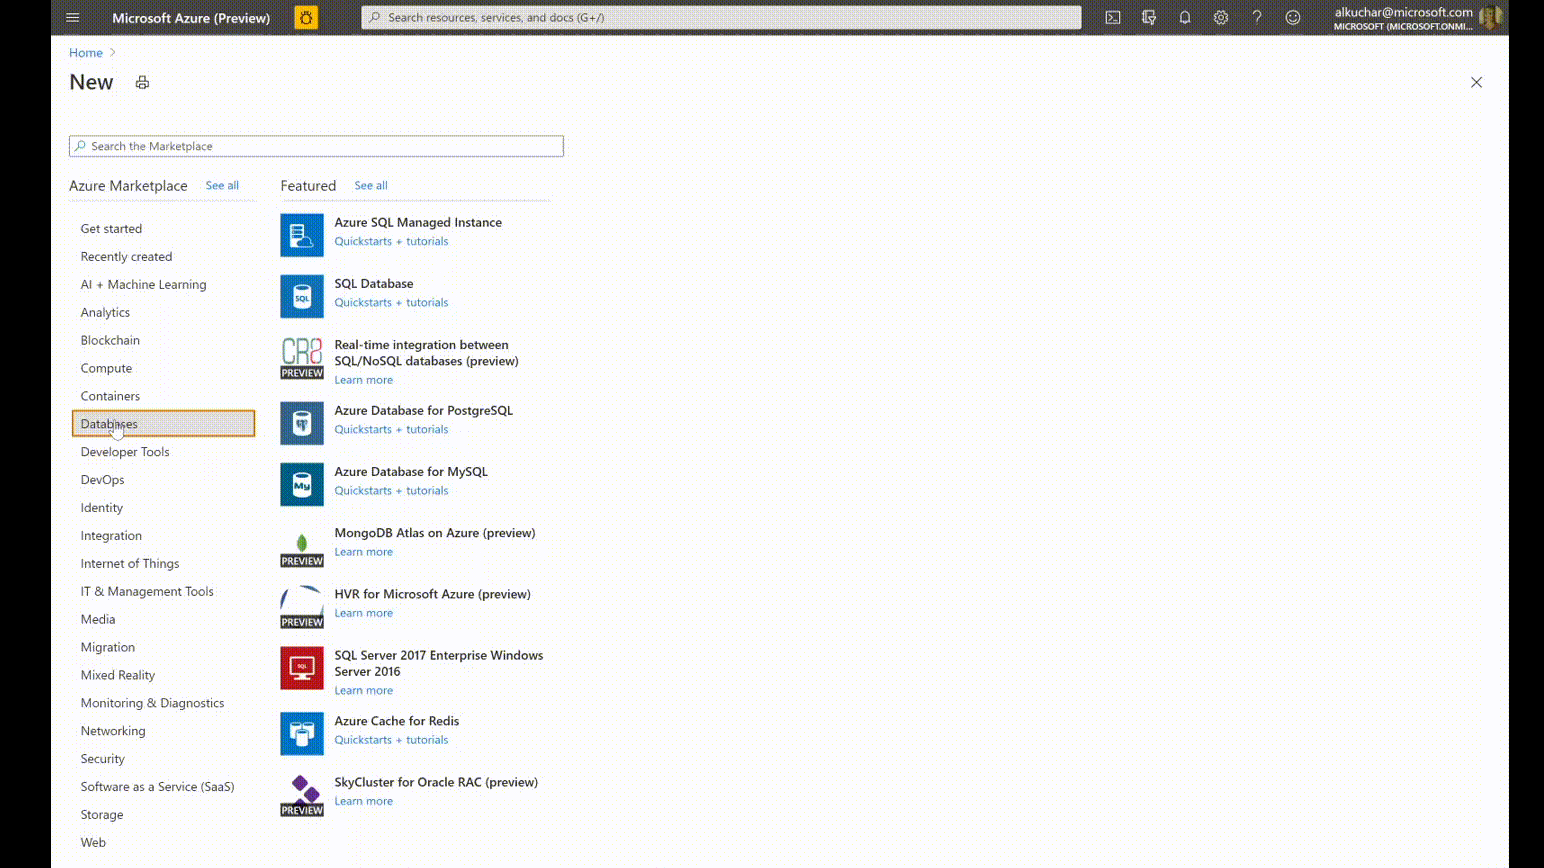 Microsoft Azure (Preview)
Search resources, services, and docs (G+/)
alkuchar@microsoft.com
MICROSOFT (MICROSOFT.ONMI...
Home
New
Search the Marketplace
Azure Marketplace
See all
Get started
Recently created
AI + Machine Learning
Analytics
Blockchain
Compute
Containers
Databases
Developer Tools
DevOps
Identity
Integration
Internet of Things
IT & Management Tools
Media
Migration
Mixed Reality
Monitoring & Diagnostics
Networking
Security
Software as a Service (SaaS)
Storage
Web
Featured
See all
Azure SQL Managed Instance
Quickstarts + tutorials
SQL
SQL Database
Quickstarts + tutorials
CR8
PREVIEW
Real-time integration between
SQL/NoSQL databases (preview)
Learn more
Azure Database for PostgreSQL
Quickstarts + tutorials
My
Azure Database for MySQL
Quickstarts + tutorials
PREVIEW
MongoDB Atlas on Azure (preview)
Learn more
PREVIEW
HVR for Microsoft Azure (preview)
Learn more
SQL
SQL Server 2017 Enterprise Windows
Server 2016
Learn more
Azure Cache for Redis
Quickstarts + tutorials
PREVIEW
SkyCluster for Oracle RAC (preview)
Learn more